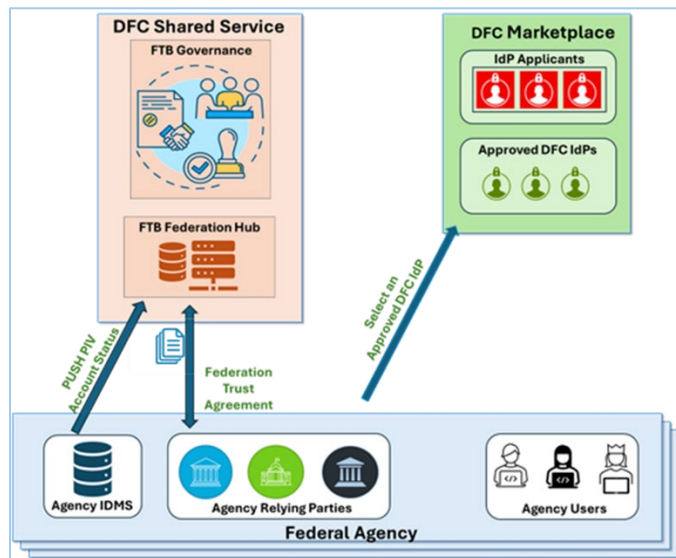 DFC Shared Service
FTB Governance
FTB Federation Hub
DFC Marketplace
IdP Applicants
Approved DFC IdPs
PUSH PIV
Account Status
Federation
Trust
Agreement
Select an
Approved DFC IdP
Agency IDMS
Agency Relying Parties
Agency Users
Federal Agency